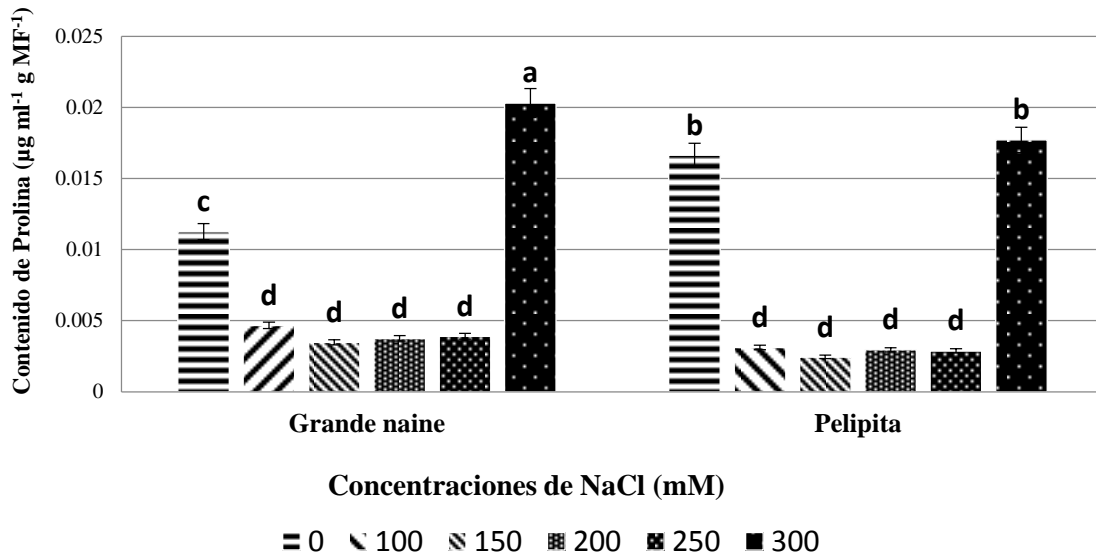 Contenido de Prolina (µg ml⁻¹ g MF⁻¹)
0.025
0.02
0.015
0.01
0.005
0
c
d
d
d
d
a
b
d
d
d
d
b
Grande naine
Pelipita
Concentraciones de NaCl (mM)
0 100 150 200 250 300